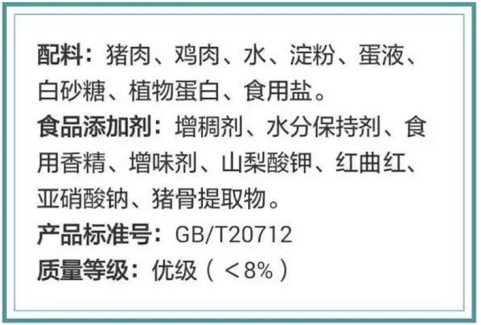 配料：猪肉、鸡肉、水、淀粉、蛋液、
白砂糖、植物蛋白、食用盐。
食品添加剂：增稠剂、水分保持剂、食
用香精、增味剂、山梨酸钾、红曲红、
亚硝酸钠、猪骨提取物。
产品标准号：GB/T20712
质量等级：优级（＜8%）